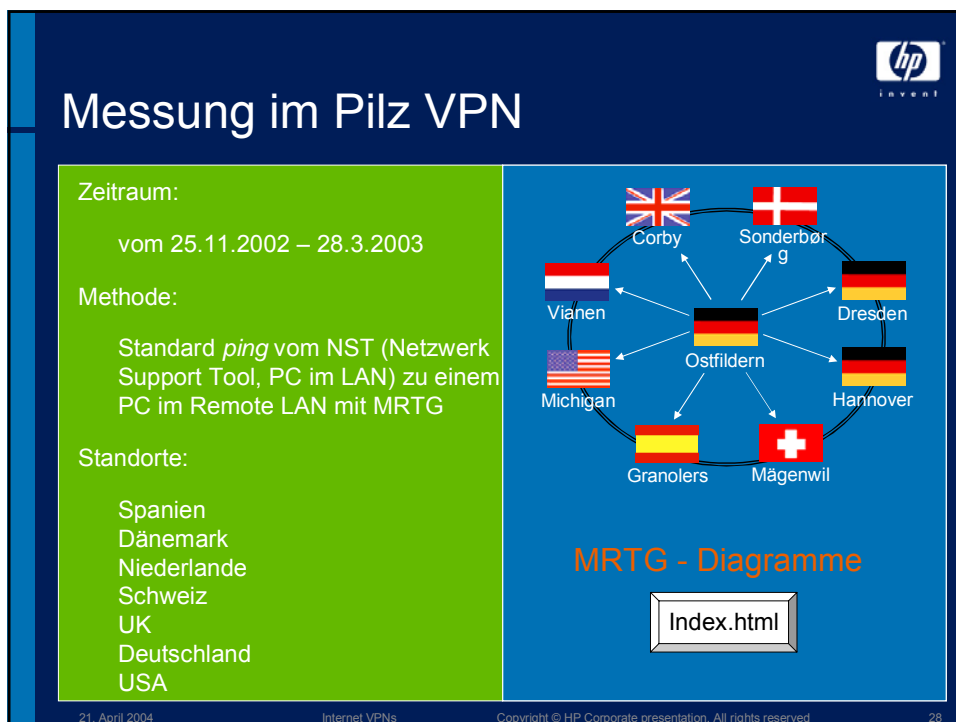 hp
invent
Messung im Pilz VPN
Zeitraum:
vom 25.11.2002 – 28.3.2003
Methode:
Standard ping vom NST (Netzwerk
Support Tool, PC im LAN) zu einem
PC im Remote LAN mit MRTG
Standorte:
Spanien
Dänemark
Niederlande
Schweiz
UK
Deutschland
USA
Corby
Sonderbør
g
Vianen
Dresden
Ostfildern
Michigan
Hannover
Granolers
Mägenwil
MRTG - Diagramme
Index.html
21. April 2004
Internet VPNs
Copyright © HP Corporate presentation. All rights reserved
28